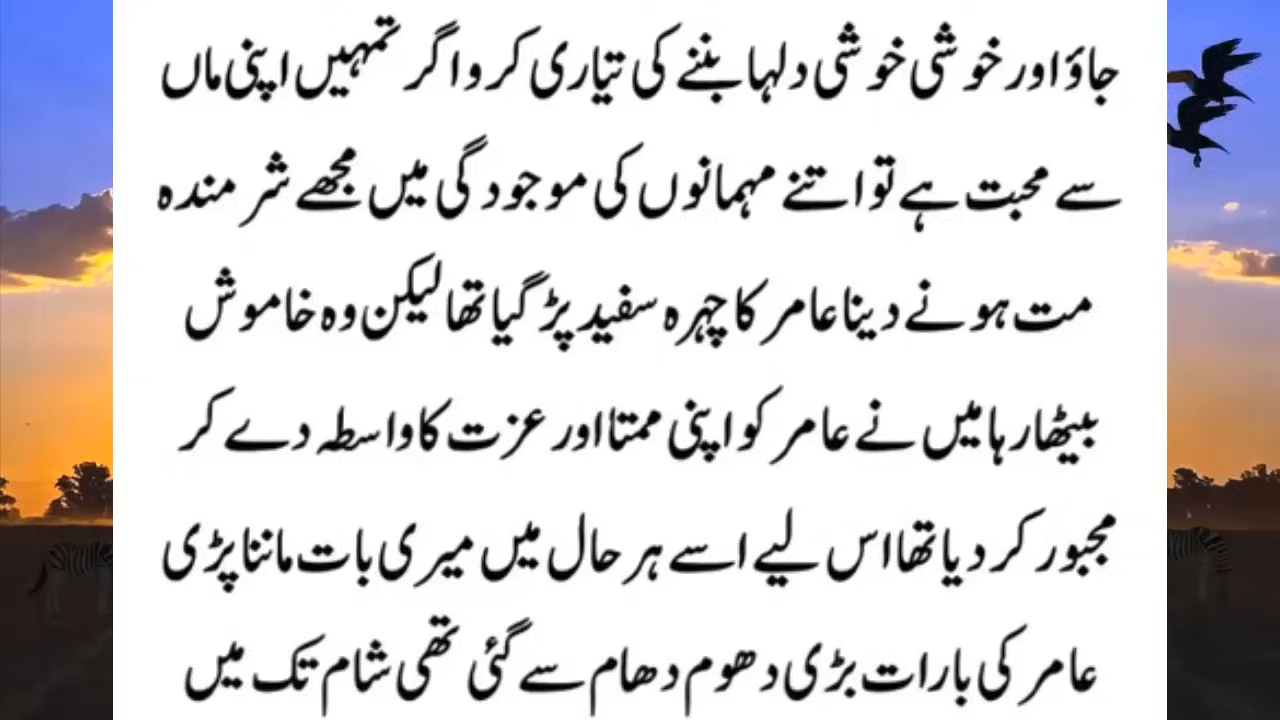 جاؤ اور خوشی خوشی دلہا بننے کی تیاری کرو اگر تمہیں اپنی ماں
سے محبت ہے تو اتنے مہمانوں کی موجودگی میں مجھے شرمندہ
مت ہونے دینا عامر کا چہرہ سفید پڑ گیا تھا لیکن وہ خاموش
بیٹھا رہا میں نے عامر کو اپنی ممتا اور عزت کا واسطہ دے کر
مجبور کر دیا تھا اس لیے اسے ہر حال میں میری بات ماننا پڑی
عامر کی بارات بڑی دھوم دھام سے گئی تھی شام تک میں